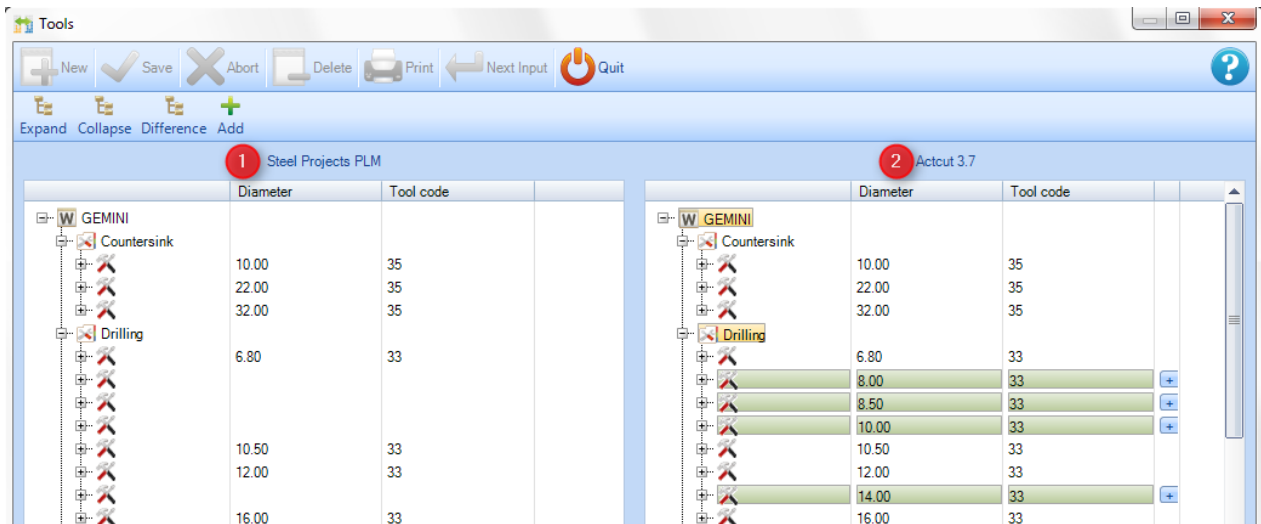 Tools
New Save Abort Delete Print Next Input Quit ?
Expand Collapse Difference Add
1 Steel Projects PLM
Diameter Tool code
W GEMINI
Countersink
10.00 35
22.00 35
32.00 35
Drilling
6.80 33
10.50 33
12.00 33
16.00 33
2 Actcut 3.7
Diameter Tool code
W GEMINI
Countersink
10.00 35
22.00 35
32.00 35
Drilling
6.80 33
8.00 33 +
8.50 33 +
10.00 33 +
10.50 33
12.00 33
14.00 33 +
16.00 33